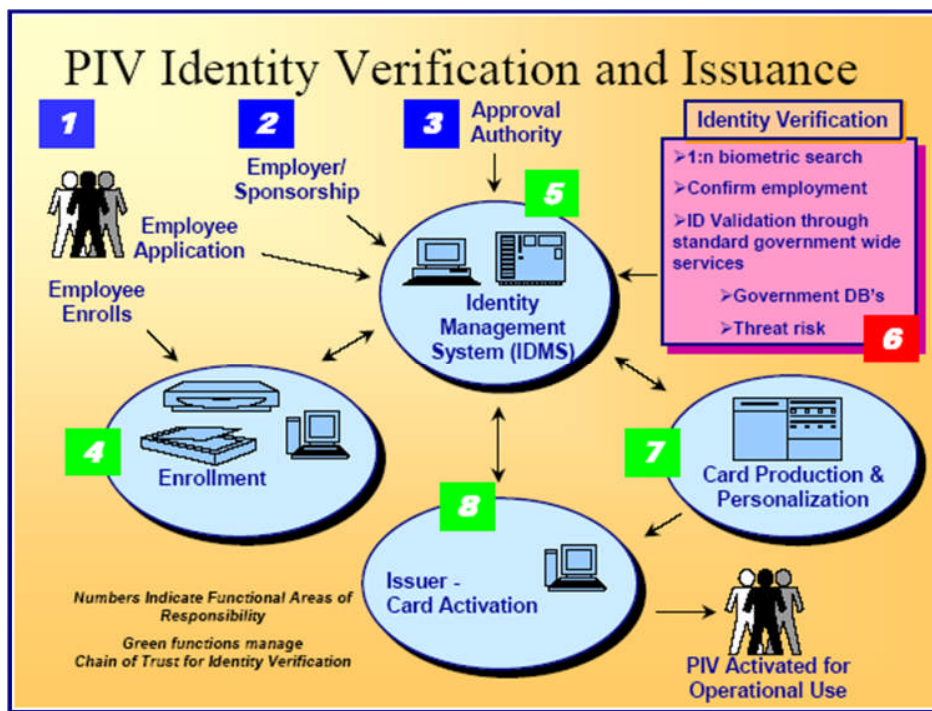 PIV Identity Verification and Issuance
1
2
3
Approval
Authority
Employer/
Sponsorship
Employee
Application
Employee
Enrolls
Identity Verification
➢1:n biometric search
➢Confirm employment
➢ID Validation through
standard government wide
services
➢Government DB's
➢Threat risk
6
5
Identity
Management
System (IDMS)
4
Enrollment
7
Card Production &
Personalization
8
Issuer -
Card Activation
Numbers Indicate Functional Areas of
Responsibility
Green functions manage
Chain of Trust for Identity Verification
PIV Activated for
Operational Use